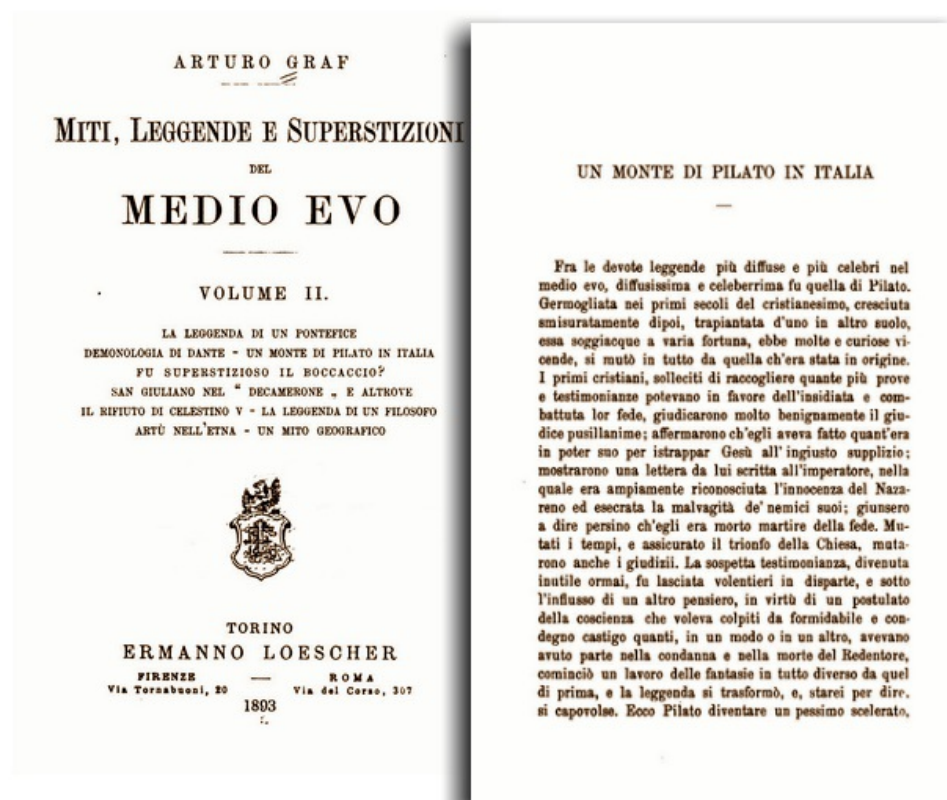 ARTURO GRAF
MITI, LEGGENDE E SUPERSTIZIONI
DEL
MEDIO EVO
VOLUME II.
LA LEGGENDA DI UN PONTEFICE
DEMONOLOGIA DI DANTE - UN MONTE DI PILATO IN ITALIA
FU SUPERSTIZIOSO IL BOCCACCIO?
SAN GIULIANO NEL " DECAMERONE „ E ALTROVE
IL RIFIUTO DI CELESTINO V - LA LEGGENDA DI UN FILOSOFO
ARTÙ NELL'ETNA - UN MITO GEOGRAFICO
TORINO
ERMANNO LOESCHER
FIRENZE
Via Tornabuoni, 20
ROMA
Via del Corso, 307
1893
UN MONTE DI PILATO IN ITALIA
Fra le devote leggende più diffuse e più celebri nel
medio evo, diffusissima e celeberrima fu quella di Pilato.
Germogliata nei primi secoli del cristianesimo, cresciuta
smisuratamente dipoi, trapiantata d'uno in altro suolo,
essa soggiacque a varia fortuna, ebbe molte e curiose vi-
cende, si mutò in tutto da quella ch'era stata in origine.
I primi cristiani, solleciti di raccogliere quante più prove
e testimonianze potevano in favore dell'insidiata e com-
battuta lor fede, giudicarono molto benignamente il giu-
dice pusillanime; affermarono ch'egli aveva fatto quant'era
in poter suo per istrappar Gesù all'ingiusto supplizio;
mostrarono una lettera da lui scritta all'imperatore, nella
quale era ampiamente riconosciuta l'innocenza del Naza-
reno ed esecrata la malvagità de' nemici suoi; giunsero
a dire persino ch'egli era morto martire della fede. Mu-
tati i tempi, e assicurato il trionfo della Chiesa, muta-
rono anche i giudizii. La sospetta testimonianza, divenuta
inutile ormai, fu lasciata volentieri in disparte, e sotto
l'influsso di un altro pensiero, in virtù di un postulato
della coscienza che voleva colpiti da formidabile e con-
degno castigo quanti, in un modo o in un altro, avevano
avuto parte nella condanna e nella morte del Redentore,
cominciò un lavoro delle fantasie in tutto diverso da quel
di prima, e la leggenda si trasformò, e, starei per dire,
si capovolse. Ecco Pilato diventare un pessimo scelerato,